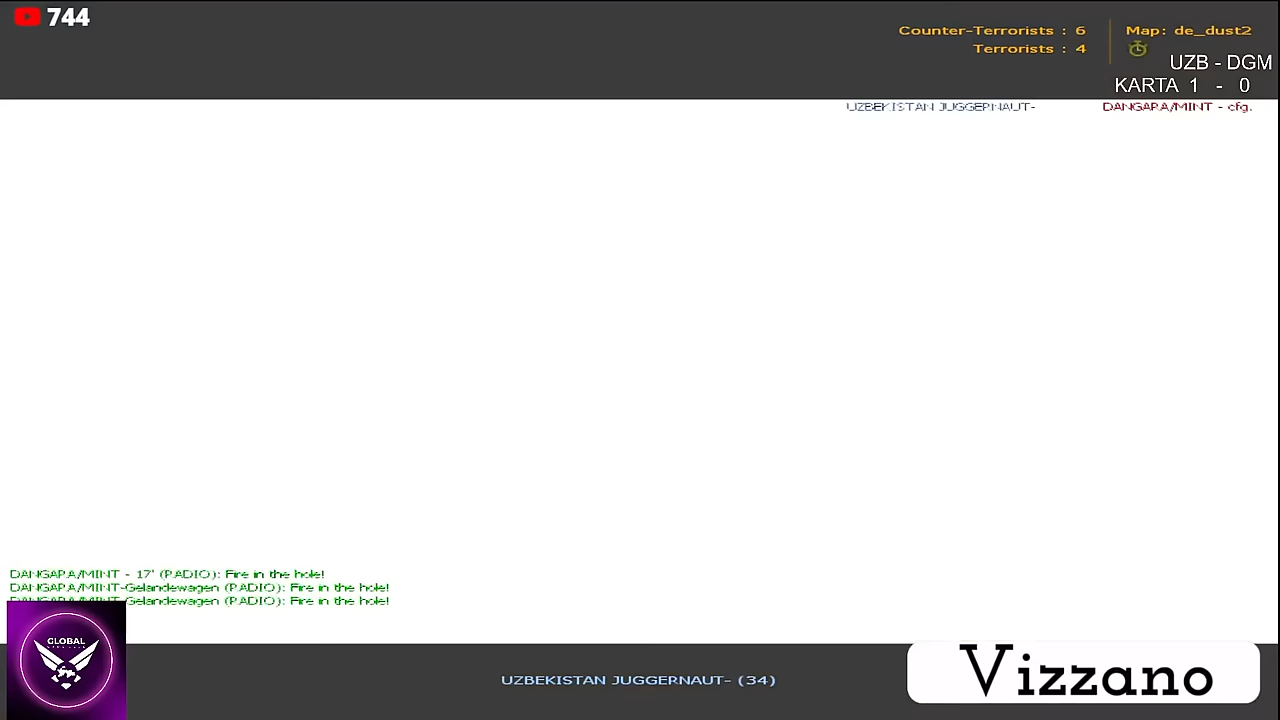 744
Counter-Terrorists : 6
Terrorists : 4
Map: de_dust2
UZB - DGM
KARTA 1 - 0
UZBEKISTAN JUGGERNAUT- DANGARA/MINT - cfg.
DANGARA/MINT - 17' (RADIO): Fire in the hole!
DANGARA/MINT-Gelandewagen (RADIO): Fire in the hole!
DANGARA/MINT-Gelandewagen (RADIO): Fire in the hole!
GLOBAL
UZBEKISTAN JUGGERNAUT- (34)
Vizzano